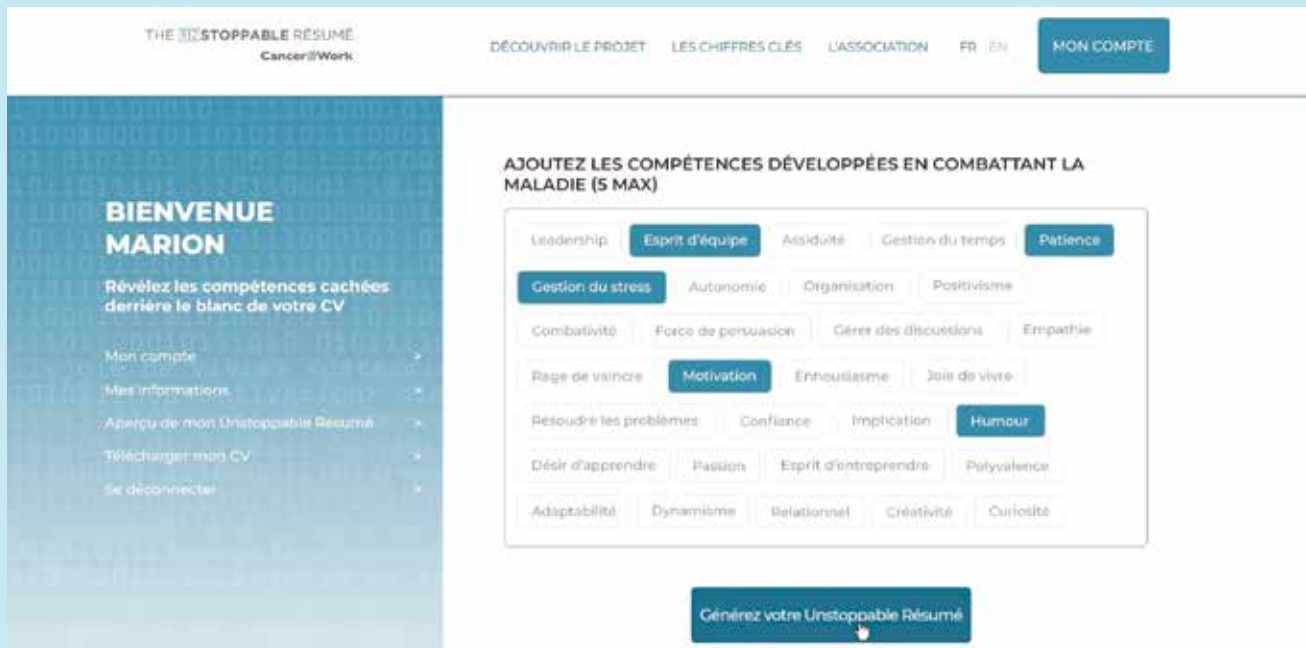 THE STOPPABLE RÉSUMÉ
Cancer@Work
DÉCOUVRIR LE PROJET LES CHIFFRES CLÉS L'ASSOCIATION FR EN MON COMPTE
BIENVENUE
MARION
Révélez les compétences cachées
derrière le blanc de votre CV
Mon compte >
Mes informations >
Aperçu de mon Unstoppable Résumé >
Télécharger mon CV >
Se déconnecter >
AJOUTEZ LES COMPÉTENCES DÉVELOPPÉES EN COMBATTANT LA
MALADIE (5 MAX)
Leadership Esprit d'équipe Assiduité Gestion du temps Patience
Gestion du stress Autonomie Organisation Positivisme
Combativité Force de persuasion Gérer des discussions Empathie
Rage de vaincre Motivation Enhousiasme Joie de vivre
Résoudre les problèmes Confiance Implication Humour
Désir d'apprendre Passion Esprit d'entreprendre Polyvalence
Adaptabilité Dynamisme Relationnel Créativité Curiosité
Générez votre Unstoppable Résumé